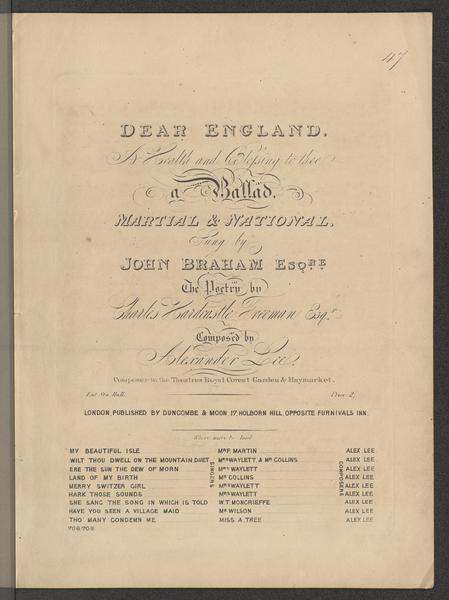 47
DEAR ENGLAND.
A Health and Blessing to thee
a Ballad.
MARTIAL & NATIONAL,
Sung by
JOHN BRAHAM ESQRE.
The Poetry by
Charles Hardcastle Freeman Esqr.
Composed by
Alexander Lee.
Composer to the Theatres Royal Covent Garden & Haymarket.
Ent. Sta. Hall. Price 2/
LONDON, PUBLISHED BY DUNCOMBE & MOON 17, HOLBORN HILL, OPPOSITE FURNIVALS INN.
Where may be had
MY BEAUTIFUL ISLE MRP. MARTIN ALEX LEE
WILT THOU DWELL ON THE MOUNTAIN, DUET MRS WAYLETT, & MR COLLINS ALEX LEE
ERE THE SUN THE DEW OF MORN MRS WAYLETT ALEX LEE
LAND OF MY BIRTH MR COLLINS ALEX LEE
MERRY SWITZER GIRL MRS WAYLETT ALEX LEE
HARK THOSE SOUNDS MRS WAYLETT ALEX LEE
SHE SANG THE SONG IN WHICH IS TOLD W.T. MONCRIEFFE ALEX LEE
HAVE YOU SEEN A VILLAGE MAID MR WILSON ALEX LEE
THO' MANY CONDEMN ME MISS A. TREE ALEX LEE
SINGERS
COMPOSERS
708,709